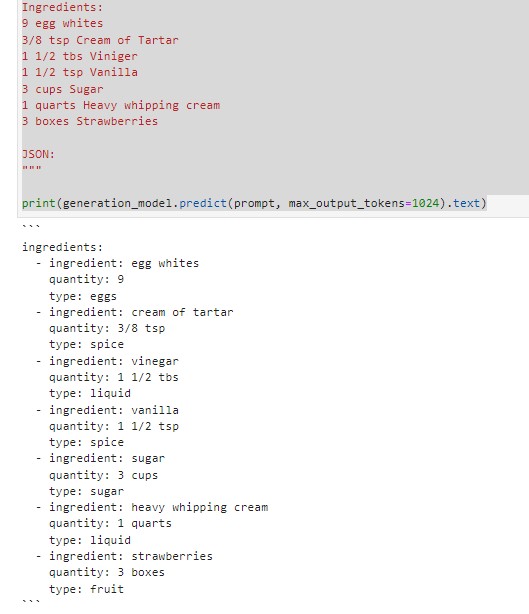 Ingredients:
9 egg whites
3/8 tsp Cream of Tartar
1 1/2 tbs Viniger
1 1/2 tsp Vanilla
3 cups Sugar
1 quarts Heavy whipping cream
3 boxes Strawberries
JSON:
"""
print(generation_model.predict(prompt, max_output_tokens=1024).text)
```
ingredients:
- ingredient: egg whites
quantity: 9
type: eggs
- ingredient: cream of tartar
quantity: 3/8 tsp
type: spice
- ingredient: vinegar
quantity: 1 1/2 tbs
type: liquid
- ingredient: vanilla
quantity: 1 1/2 tsp
type: spice
- ingredient: sugar
quantity: 3 cups
type: sugar
- ingredient: heavy whipping cream
quantity: 1 quarts
type: liquid
- ingredient: strawberries
quantity: 3 boxes
type: fruit
```